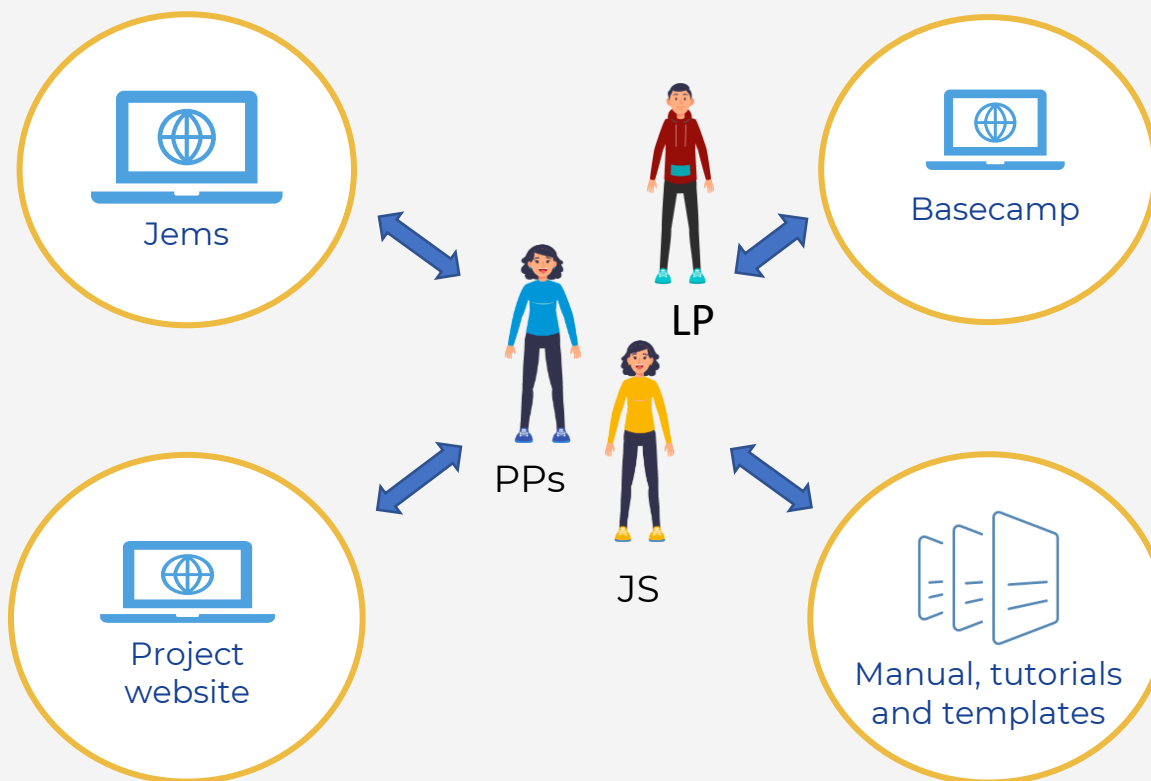 Jems
Basecamp
LP
PPs
JS
Project
website
Manual, tutorials
and templates